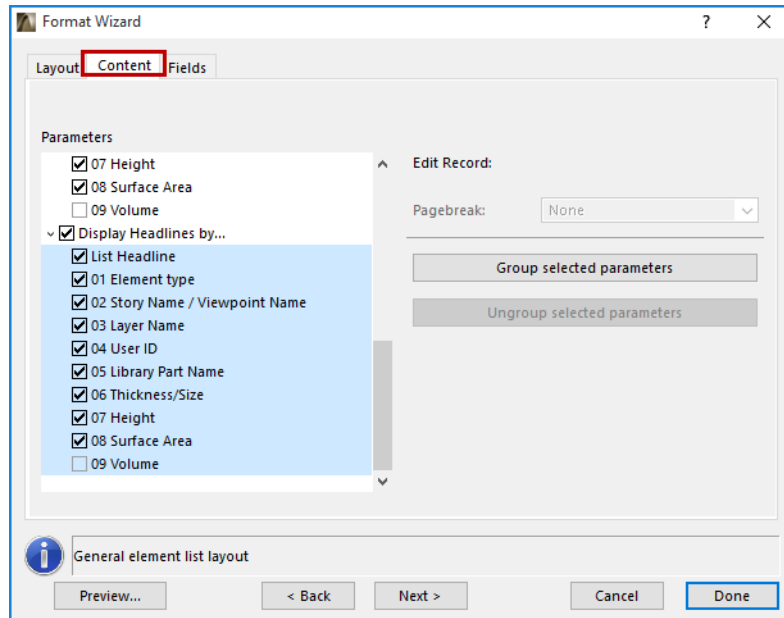 Format Wizard
?
Layout Content Fields
Parameters
07 Height
08 Surface Area
09 Volume
Display Headlines by...
List Headline
01 Element type
02 Story Name / Viewpoint Name
03 Layer Name
04 User ID
05 Library Part Name
06 Thickness/Size
07 Height
08 Surface Area
09 Volume
Edit Record:
Pagebreak: None
Group selected parameters
Ungroup selected parameters
General element list layout
Preview... < Back Next > Cancel Done